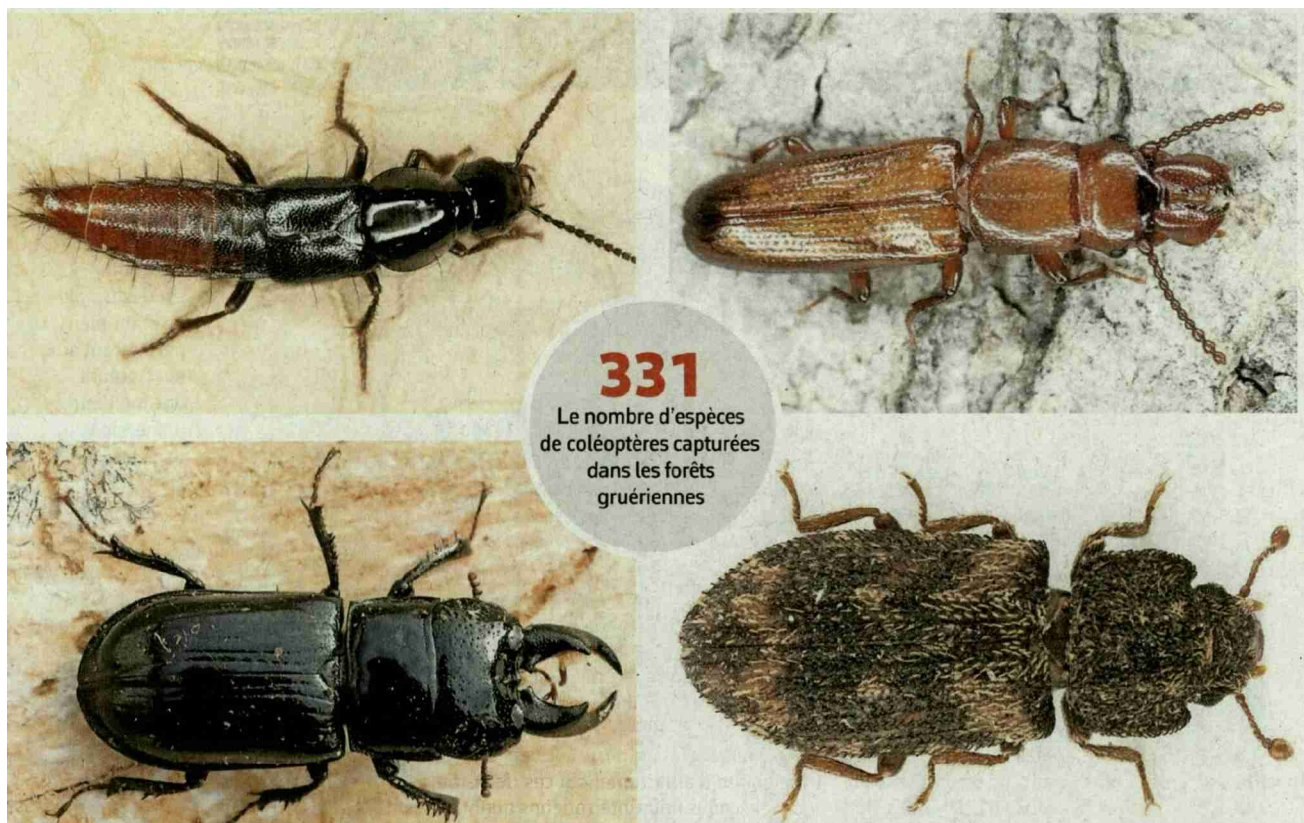 331
Le nombre d'espèces
de coléoptères capturées
dans les forêts
gruériennes